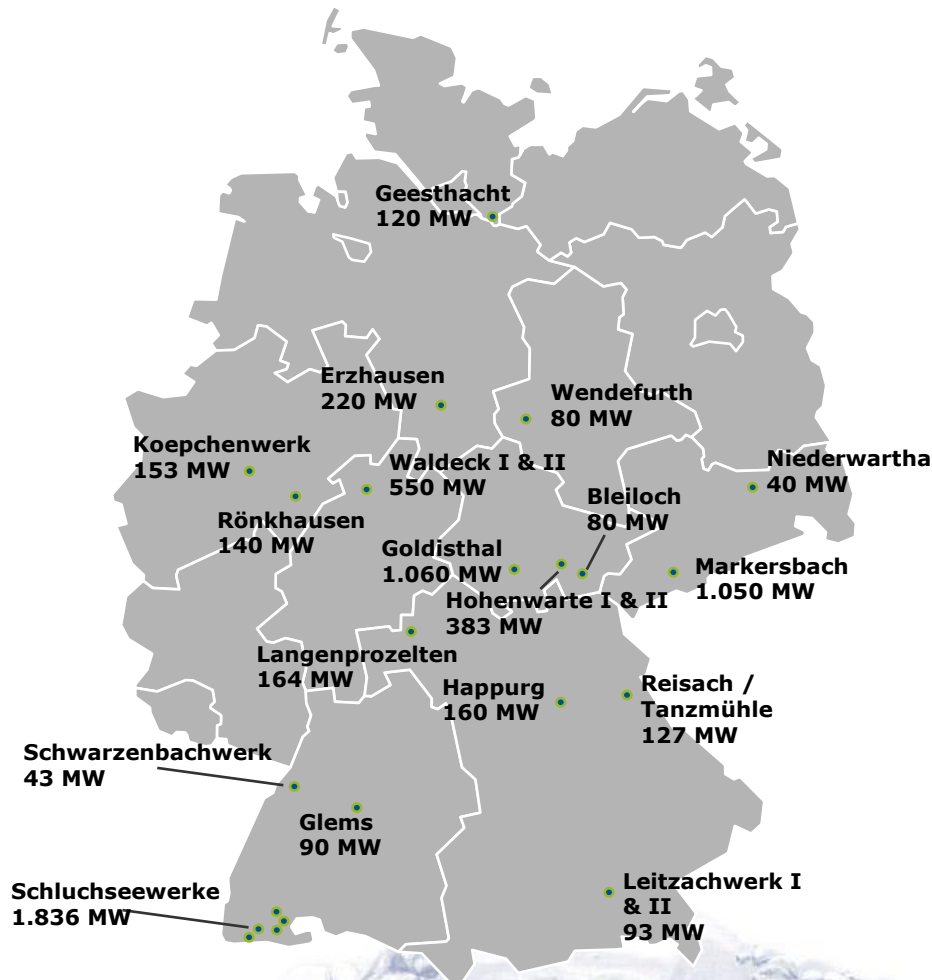 Geesthacht
120 MW
Erzhausen
220 MW
Wendefurth
80 MW
Koepchenwerk
153 MW
Waldeck I & II
550 MW
Niederwartha
40 MW
Bleiloch
80 MW
Rönkhausen
140 MW
Goldisthal
1.060 MW
Markersbach
1.050 MW
Hohenwarte I & II
383 MW
Langenprozelten
164 MW
Happurg
160 MW
Reisach /
Tanzmühle
127 MW
Schwarzenbachwerk
43 MW
Glems
90 MW
Schluchseewerke
1.836 MW
Leitzachwerk I
& II
93 MW